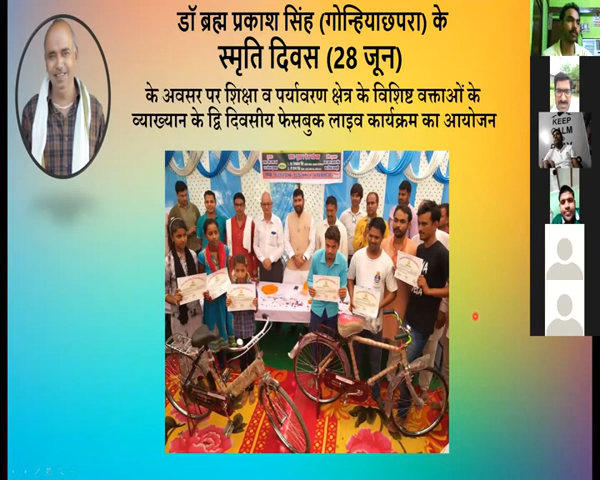 डॉ ब्रह्म प्रकाश सिंह (गोन्हियाछपरा) के
स्मृति दिवस (28 जून)
के अवसर पर शिक्षा व पर्यावरण क्षेत्र के विशिष्ट वक्ताओं के
व्याख्यान के द्वि दिवसीय फेसबुक लाइव कार्यक्रम का आयोजन
KEEP
CALM